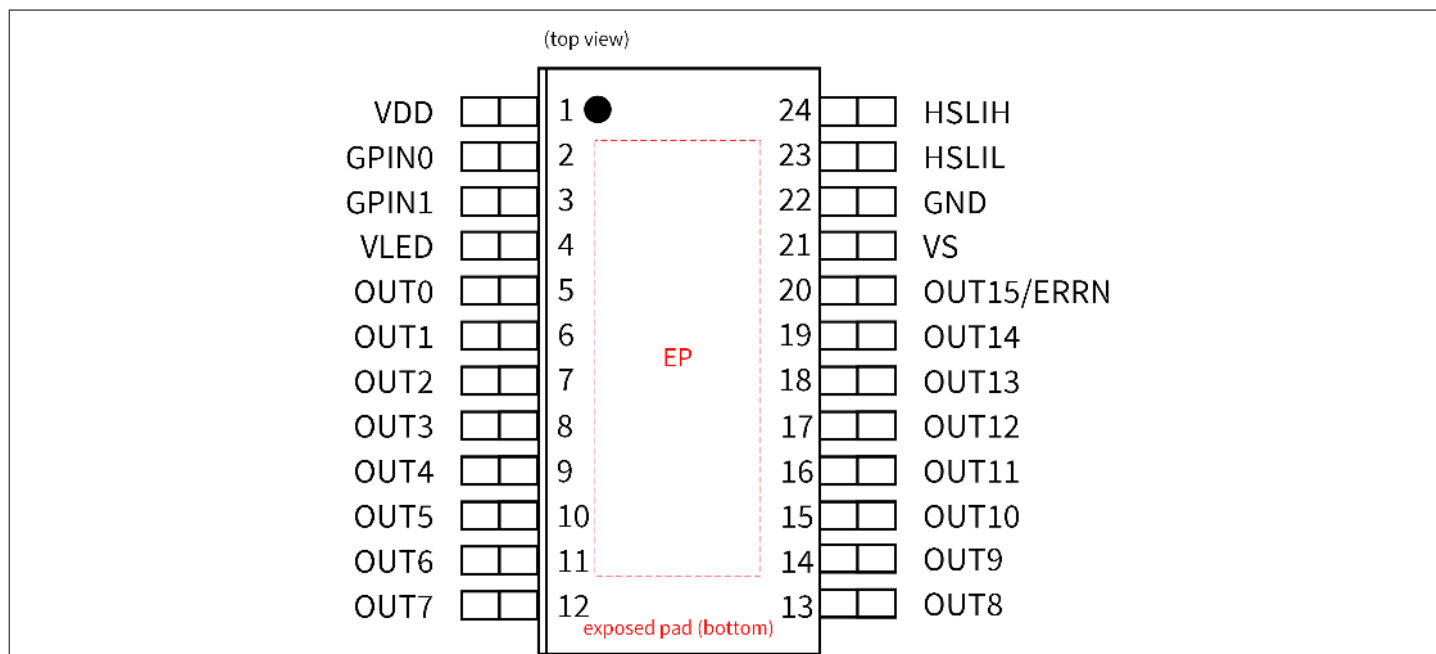 (top view)
VDD 1 24 HSLIH
GPIN0 2 23 HSLIL
GPIN1 3 22 GND
VLED 4 21 VS
OUT0 5 20 OUT15/ERRN
OUT1 6 19 OUT14
EP
OUT2 7 18 OUT13
OUT3 8 17 OUT12
OUT4 9 16 OUT11
OUT5 10 15 OUT10
OUT6 11 14 OUT9
OUT7 12 13 OUT8
exposed pad (bottom)